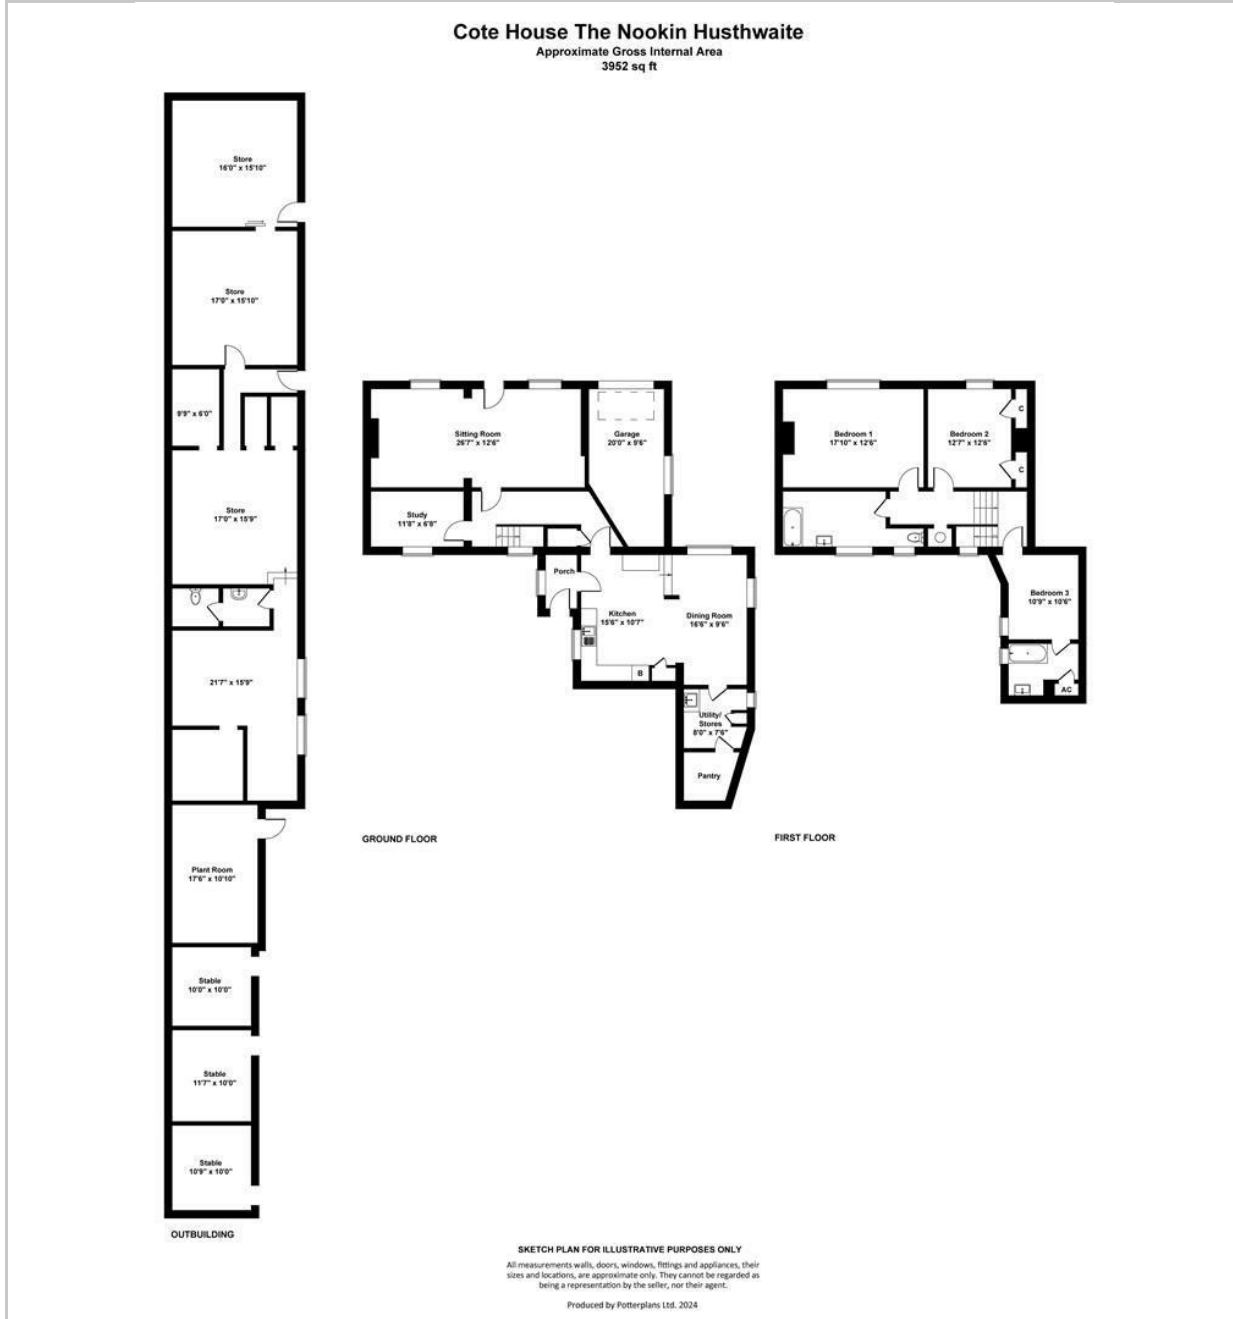 Cote House The Nookin Husthwaite
Approximate Gross Internal Area
3952 sq ft
Store
16'0" x 15'10"
Store
17'0" x 15'10"
9'9" x 6'0"
Store
17'0" x 15'9"
21'7" x 15'9"
Plant Room
17'6" x 10'10"
Stable
10'0" x 10'0"
Stable
11'7" x 10'0"
Stable
10'9" x 10'0"
OUTBUILDING
Sitting Room
26'7" x 12'6"
Garage
20'0" x 9'6"
Study
11'8" x 6'8"
Porch
Kitchen
15'6" x 10'7"
Dining Room
16'6" x 9'6"
B
Utility/
Stores
8'0" x 7'6"
Pantry
GROUND FLOOR
Bedroom 1
17'10" x 12'6"
Bedroom 2
12'7" x 12'6"
C
C
Bedroom 3
10'9" x 10'6"
AC
FIRST FLOOR
SKETCH PLAN FOR ILLUSTRATIVE PURPOSES ONLY
All measurements walls, doors, windows, fittings and appliances, their
sizes and locations, are approximate only. They cannot be regarded as
being a representation by the seller, nor their agent.
Produced by Potterplans Ltd. 2024